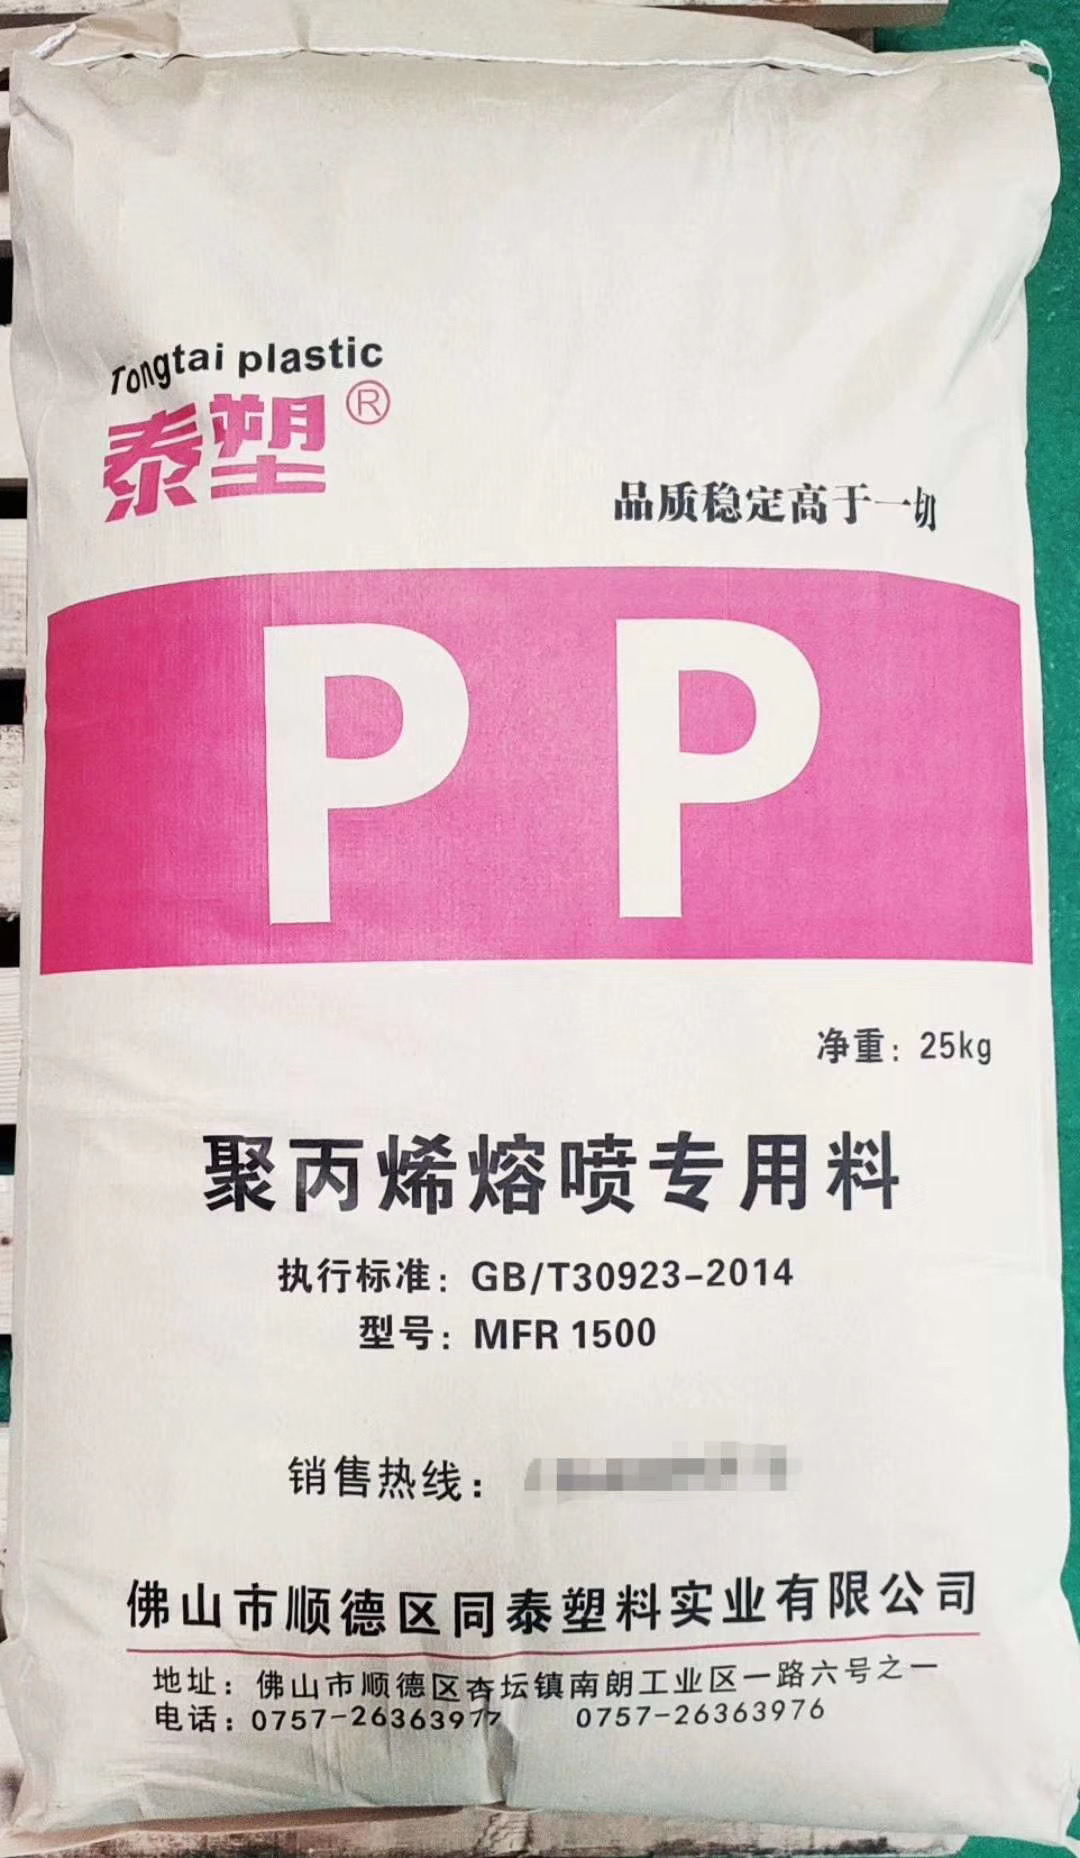 Tongtai plastic
泰塑®
品质稳定高于一切
PP
净重：25kg
聚丙烯熔喷专用料
执行标准：GB/T30923-2014
型号：MFR 1500
销售热线：
佛山市顺德区同泰塑料实业有限公司
地址：佛山市顺德区杏坛镇南朗工业区一路六号之一
电话：0757-26363977 0757-26363976